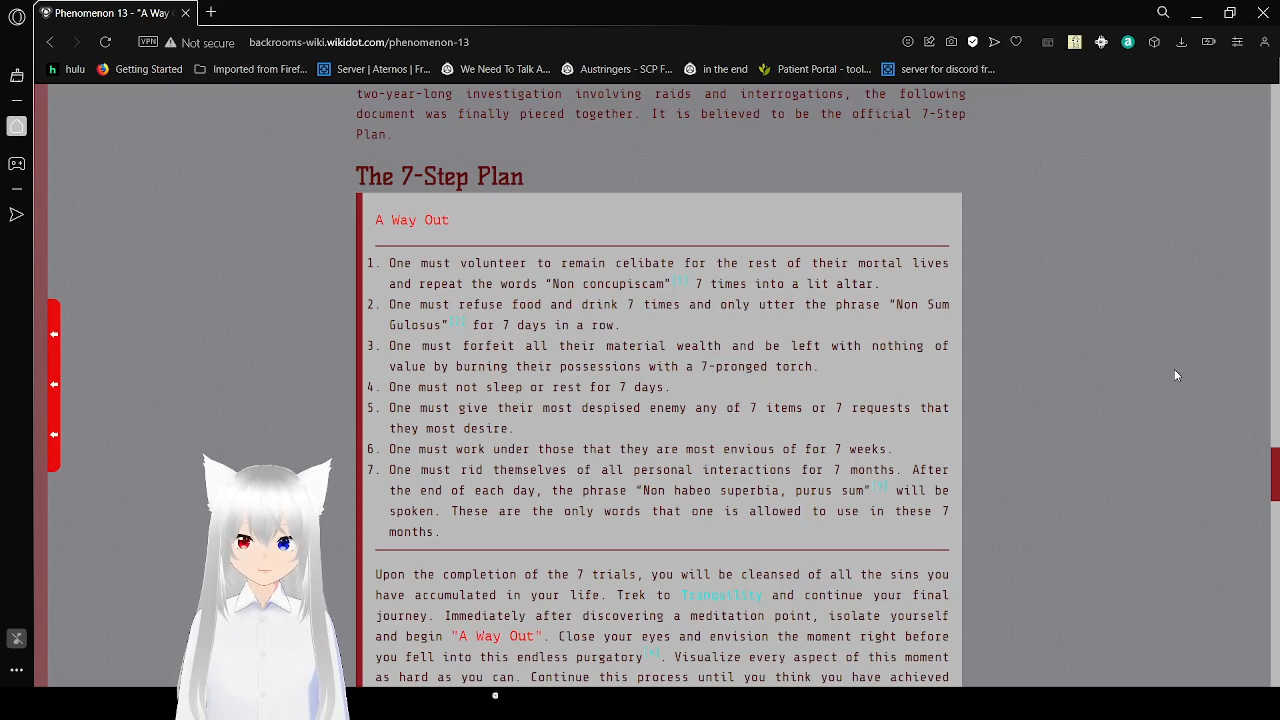 Phenomenon 13 - "A Way
VPN Not secure backrooms-wiki.wikidot.com/phenomenon-13
hulu Getting Started Imported from Firef... Server | Aternos | Fr... We Need To Talk A... Austringers - SCP F... in the end Patient Portal - tool... server for discord fr...
two-year-long investigation involving raids and interrogations, the following
document was finally pieced together. It is believed to be the official 7-Step
Plan.
The 7-Step Plan
A Way Out
1. One must volunteer to remain celibate for the rest of their mortal lives
and repeat the words “Non concupiscam”[1] 7 times into a lit altar.
2. One must refuse food and drink 7 times and only utter the phrase “Non Sum
Gulosus”[2] for 7 days in a row.
3. One must forfeit all their material wealth and be left with nothing of
value by burning their possessions with a 7-pronged torch.
4. One must not sleep or rest for 7 days.
5. One must give their most despised enemy any of 7 items or 7 requests that
they most desire.
6. One must work under those that they are most envious of for 7 weeks.
7. One must rid themselves of all personal interactions for 7 months. After
the end of each day, the phrase “Non habeo superbia, purus sum”[3] will be
spoken. These are the only words that one is allowed to use in these 7
months.
Upon the completion of the 7 trials, you will be cleansed of all the sins you
have accumulated in your life. Trek to Tranquility and continue your final
journey. Immediately after discovering a meditation point, isolate yourself
and begin "A Way Out". Close your eyes and envision the moment right before
you fell into this endless purgatory[4]. Visualize every aspect of this moment
as hard as you can. Continue this process until you think you have achieved